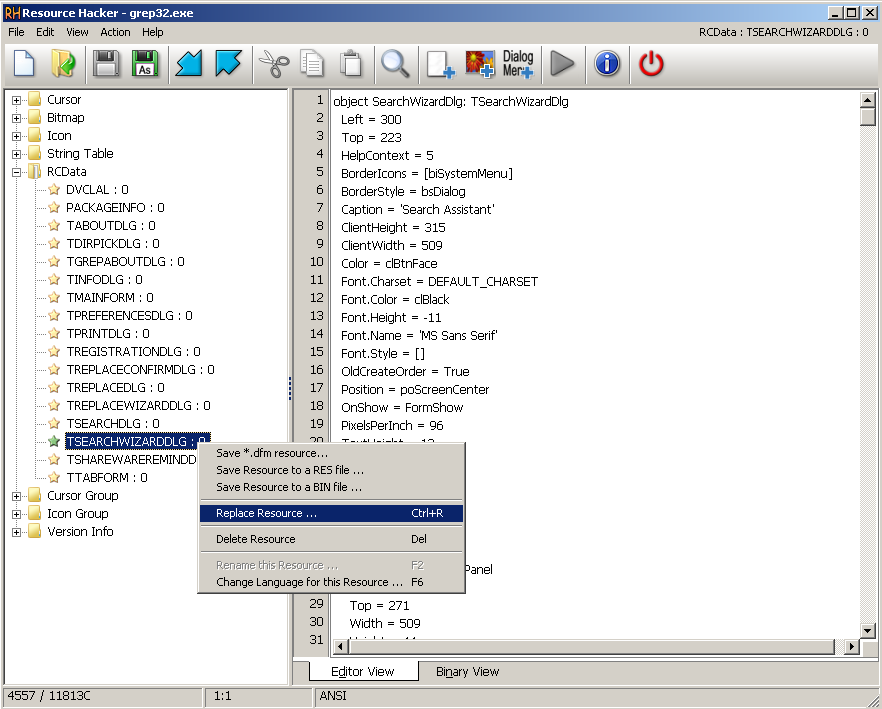 Resource Hacker - grep32.exe
File Edit View Action Help
RCData : TSEARCHWIZARDDLG : 0
As
Dialog
Menu
Cursor
Bitmap
Icon
String Table
RCData
DVCLAL : 0
PACKAGEINFO : 0
TABOUTDLG : 0
TDIRPICKDLG : 0
TGREPABOUTDLG : 0
TINFODLG : 0
TMAINFORM : 0
TPREFERENCESDLG : 0
TPRINTDLG : 0
TREGISTRATIONDLG : 0
TREPLACECONFIRMDLG : 0
TREPLACEDLG : 0
TREPLACEWIZARDDLG : 0
TSEARCHDLG : 0
TSEARCHWIZARDDLG : 0
TSHAREWAREREMINDD
TTABFORM : 0
Cursor Group
Icon Group
Version Info
1 object SearchWizardDlg: TSearchWizardDlg
2 Left = 300
3 Top = 223
4 HelpContext = 5
5 BorderIcons = [biSystemMenu]
6 BorderStyle = bsDialog
7 Caption = 'Search Assistant'
8 ClientHeight = 315
9 ClientWidth = 509
10 Color = clBtnFace
11 Font.Charset = DEFAULT_CHARSET
12 Font.Color = clBlack
13 Font.Height = -11
14 Font.Name = 'MS Sans Serif'
15 Font.Style = []
16 OldCreateOrder = True
17 Position = poScreenCenter
18 OnShow = FormShow
19 PixelsPerInch = 96
20 TextHeight = 13
Panel
29 Top = 271
30 Width = 509
31
Save *.dfm resource...
Save Resource to a RES file ...
Save Resource to a BIN file ...
Replace Resource ... Ctrl+R
Delete Resource Del
Rename this Resource ... F2
Change Language for this Resource ... F6
Editor View Binary View
4557 / 11813C 1:1 ANSI